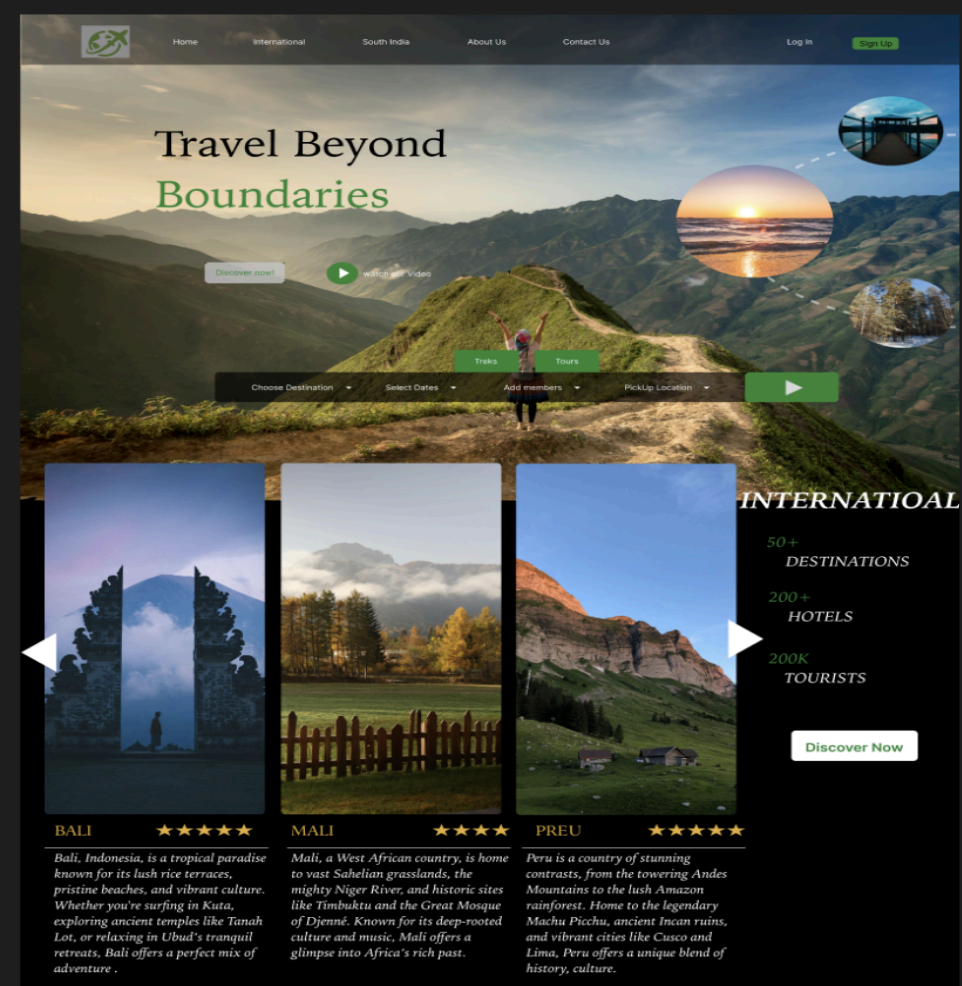 Home International South India About Us Contact Us Log In Sign Up
Travel Beyond
Boundaries
Discover now! watch our Video
Treks Tours
Choose Destination Select Dates Add members PickUp Location
INTERNATIOAL
50+
DESTINATIONS
200+
HOTELS
200K
TOURISTS
Discover Now
BALI
Bali, Indonesia, is a tropical paradise
known for its lush rice terraces,
pristine beaches, and vibrant culture.
Whether you're surfing in Kuta,
exploring ancient temples like Tanah
Lot, or relaxing in Ubud's tranquil
retreats, Bali offers a perfect mix of
adventure .
MALI
Mali, a West African country, is home
to vast Sahelian grasslands, the
mighty Niger River, and historic sites
like Timbuktu and the Great Mosque
of Djenné. Known for its deep-rooted
culture and music, Mali offers a
glimpse into Africa's rich past.
PREU
Peru is a country of stunning
contrasts, from the towering Andes
Mountains to the lush Amazon
rainforest. Home to the legendary
Machu Picchu, ancient Incan ruins,
and vibrant cities like Cusco and
Lima, Peru offers a unique blend of
history, culture.